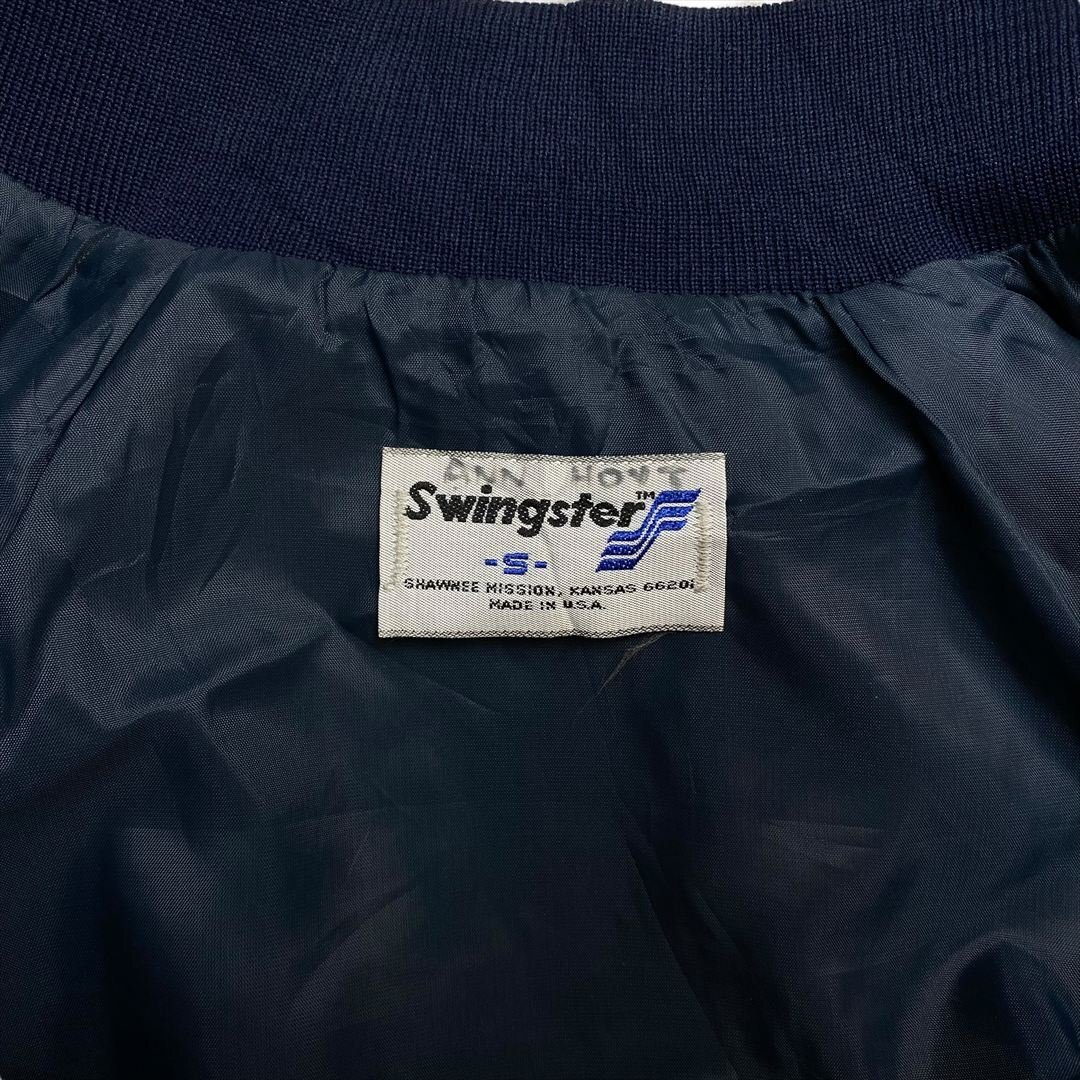 ANN HOYT
Swingster™
-S-
SHAWNEE MISSION, KANSAS 66201
MADE IN U.S.A.